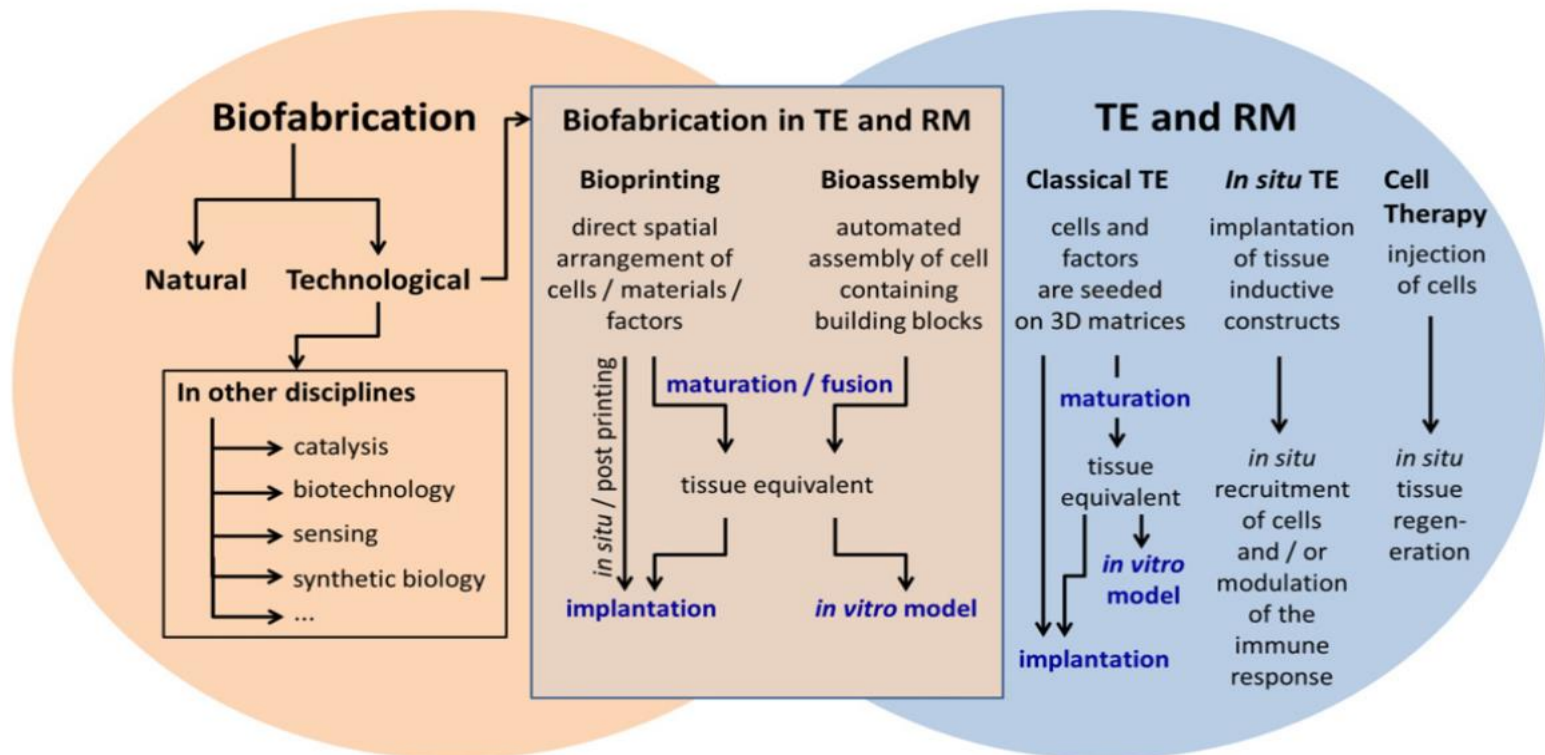 Biofabrication
Natural
Technological
In other disciplines
catalysis
biotechnology
sensing
synthetic biology
...
Biofabrication in TE and RM
Bioprinting
direct spatial
arrangement of
cells / materials /
factors
Bioassembly
automated
assembly of cell
containing
building blocks
in situ / post printing
maturation / fusion
tissue equivalent
implantation
in vitro model
TE and RM
Classical TE
cells and
factors
are seeded
on 3D matrices
maturation
tissue
equivalent
in vitro
model
implantation
In situ TE
implantation
of tissue
inductive
constructs
in situ
recruitment
of cells
and / or
modulation
of the
immune
response
Cell
Therapy
injection
of cells
in situ
tissue
regen-
eration